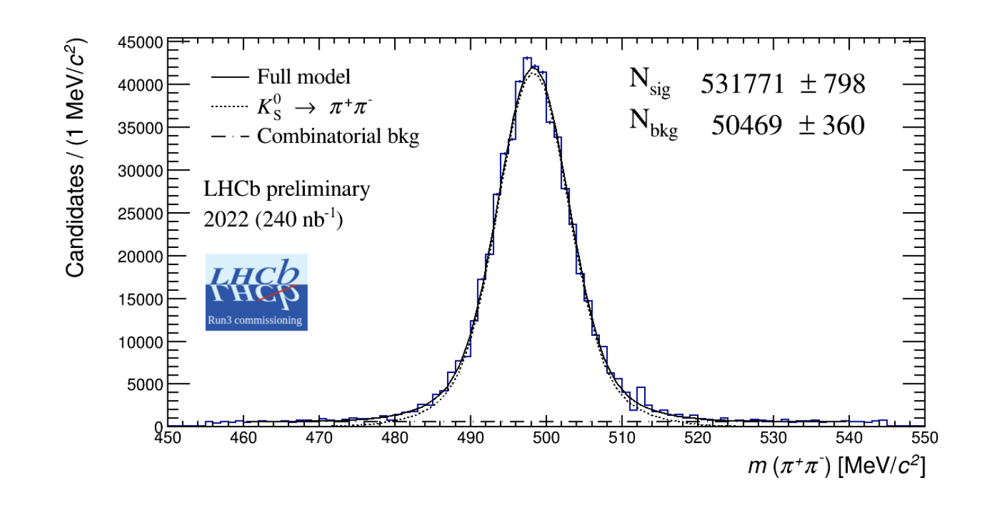 Candidates / (1 MeV/c²)
45000
40000
35000
30000
25000
20000
15000
10000
5000
0
Full model
K⁰S → π⁺π⁻
Combinatorial bkg
LHCb preliminary
2022 (240 nb⁻¹)
LHCb
LHCb
Run3 commissioning
Nsig 531771 ± 798
Nbkg 50469 ± 360
450 460 470 480 490 500 510 520 530 540 550
m (π⁺π⁻) [MeV/c²]